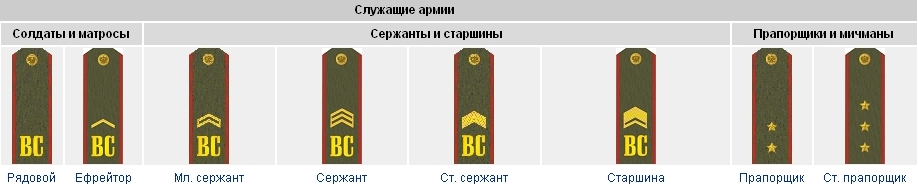 Служащие армии
Солдаты и матросы Сержанты и старшины Прапорщики и мичманы
ВС ВС ВС ВС ВС ВС
Рядовой Ефрейтор Мл. сержант Сержант Ст. сержант Старшина Прапорщик Ст. прапорщик